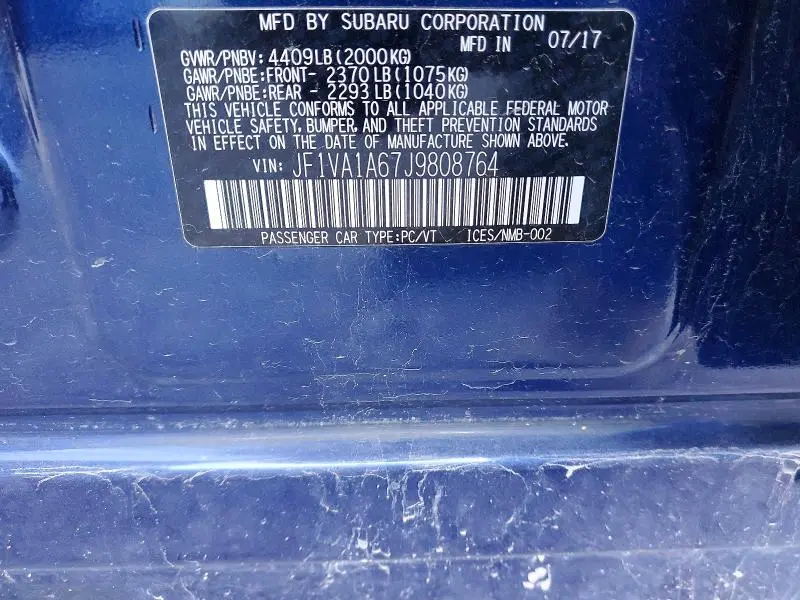 MFD BY SUBARU CORPORATION
MFD IN 07/17
GVWR/PNBV: 4409LB(2000KG)
GAWR/PNBE:FRONT- 2370LB(1075KG)
GAWR/PNBE:REAR - 2293LB(1040KG)
THIS VEHICLE CONFORMS TO ALL APPLICABLE FEDERAL MOTOR
VEHICLE SAFETY, BUMPER, AND THEFT PREVENTION STANDARDS
IN EFFECT ON THE DATE OF MANUFACTURE SHOWN ABOVE.
VIN: JF1VA1A67J9808764
PASSENGER CAR TYPE:PC/VT ICES/NMB-002